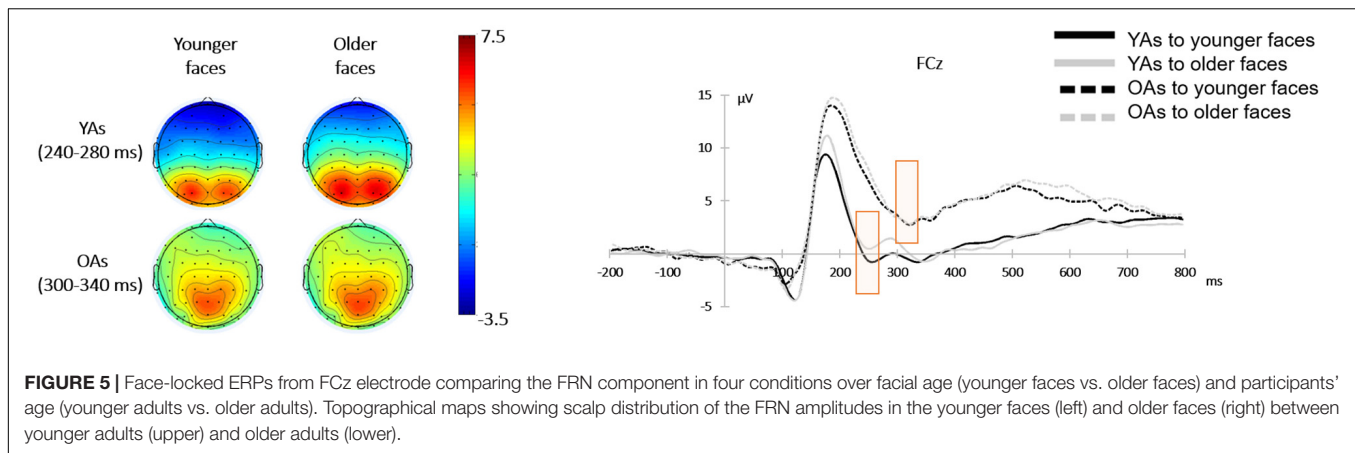 Younger faces
Older faces
YAs
(240-280 ms)
OAs
(300-340 ms)
7.5
-3.5
FCz
YAs to younger faces
YAs to older faces
OAs to younger faces
OAs to older faces
μV
15
10
5
-5
-200 -100 100 200 300 400 500 600 700 800
ms
FIGURE 5 | Face-locked ERPs from FCz electrode comparing the FRN component in four conditions over facial age (younger faces vs. older faces) and participants’
age (younger adults vs. older adults). Topographical maps showing scalp distribution of the FRN amplitudes in the younger faces (left) and older faces (right) between
younger adults (upper) and older adults (lower).